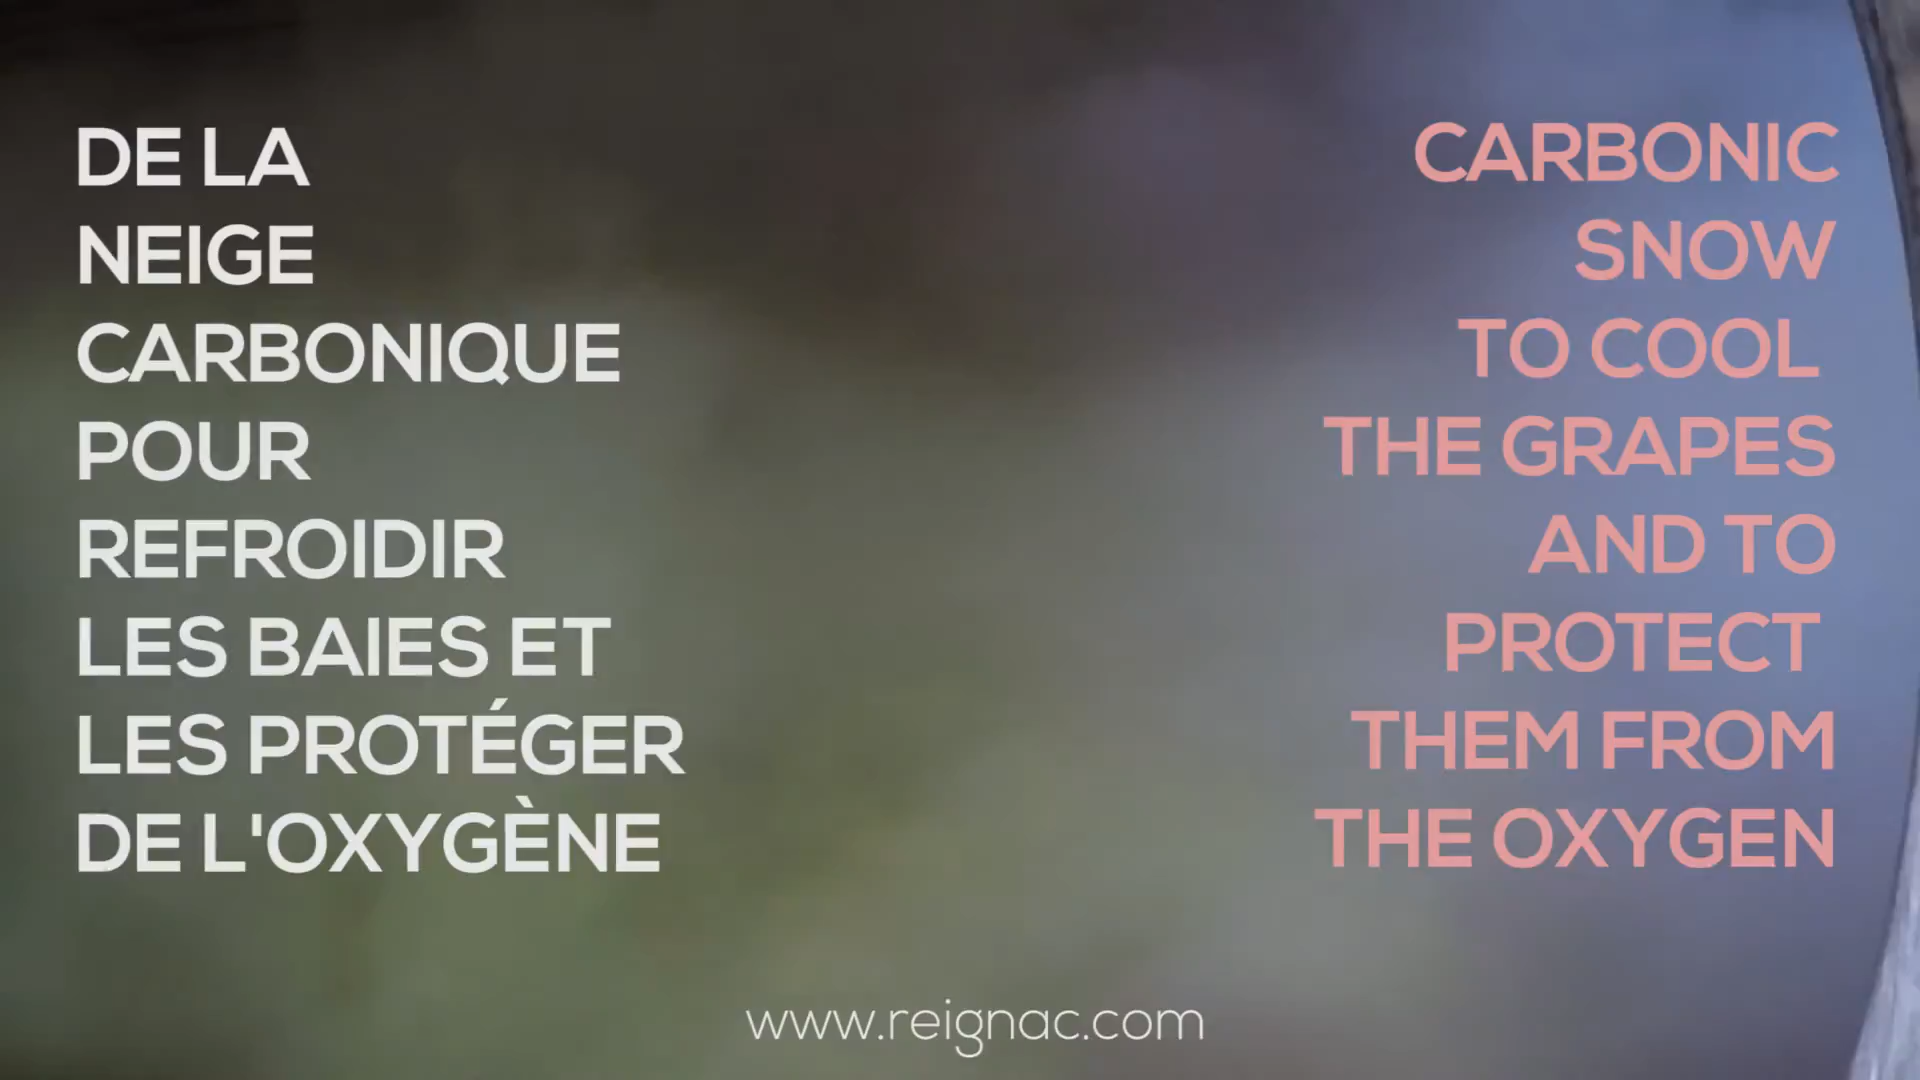 DE LA
NEIGE
CARBONIQUE
POUR
REFROIDIR
LES BAIES ET
LES PROTÉGER
DE L'OXYGÈNE
CARBONIC
SNOW
TO COOL
THE GRAPES
AND TO
PROTECT
THEM FROM
THE OXYGEN
www.reignac.com